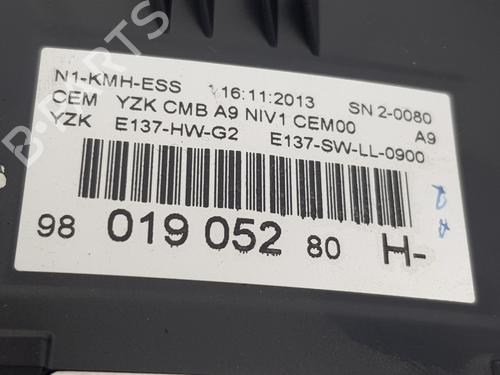 N1-KMH-ESS 16:11:2013 SN 2-0080
CEM YZK CMB A9 NIV1 CEM00 A9
YZK E137-HW-G2 E137-SW-LL-0900
98 019 052 80 H-